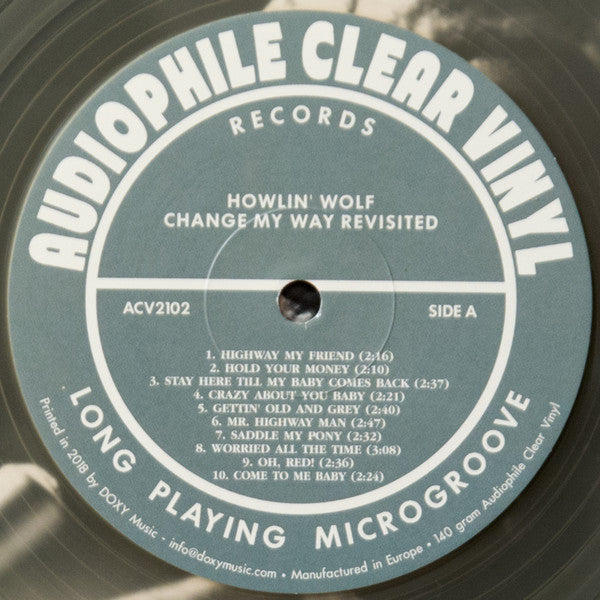 AUDIOPHILE CLEAR VINYL
RECORDS
HOWLIN' WOLF
CHANGE MY WAY REVISITED
ACV2102
SIDE A
1. HIGHWAY MY FRIEND (2:16)
2. HOLD YOUR MONEY (2:10)
3. STAY HERE TILL MY BABY COMES BACK (2:37)
4. CRAZY ABOUT YOU BABY (2:21)
5. GETTIN' OLD AND GREY (2:40)
6. MR. HIGHWAY MAN (2:47)
7. SADDLE MY PONY (2:32)
8. WORRIED ALL THE TIME (3:08)
9. OH, RED! (2:36)
10. COME TO ME BABY (2:24)
LONG PLAYING MICROGROOVE
Printed in 2018 by DOXY Music - info@doxymusic.com • Manufactured in Europe • 140 gram Audiophile Clear Vinyl